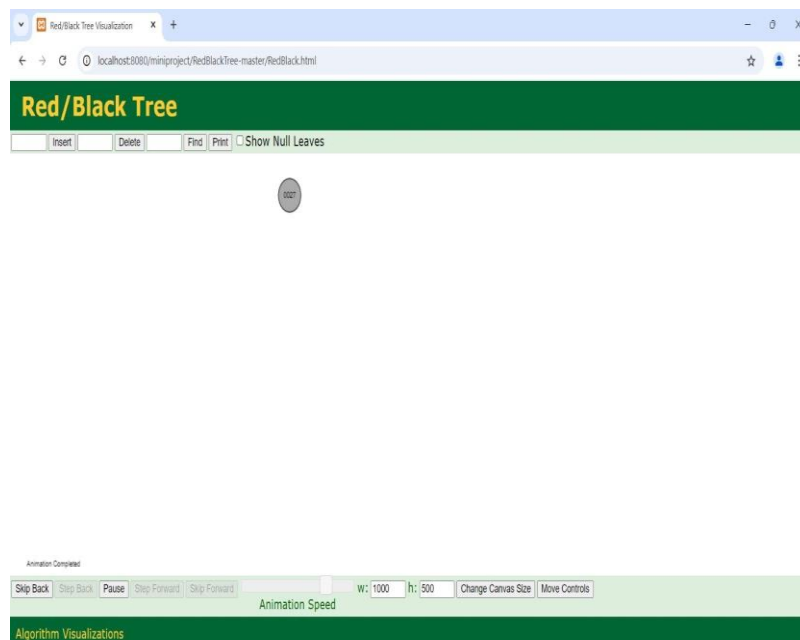 Red/Black Tree Visualization
localhost:8080/miniproject/RedBlackTree-master/RedBlack.html
Red/Black Tree
Insert Delete Find Print Show Null Leaves
0027
Animation Completed
Skip Back Step Back Pause Step Forward Skip Forward w: 1000 h: 500 Change Canvas Size Move Controls
Animation Speed
Algorithm Visualizations